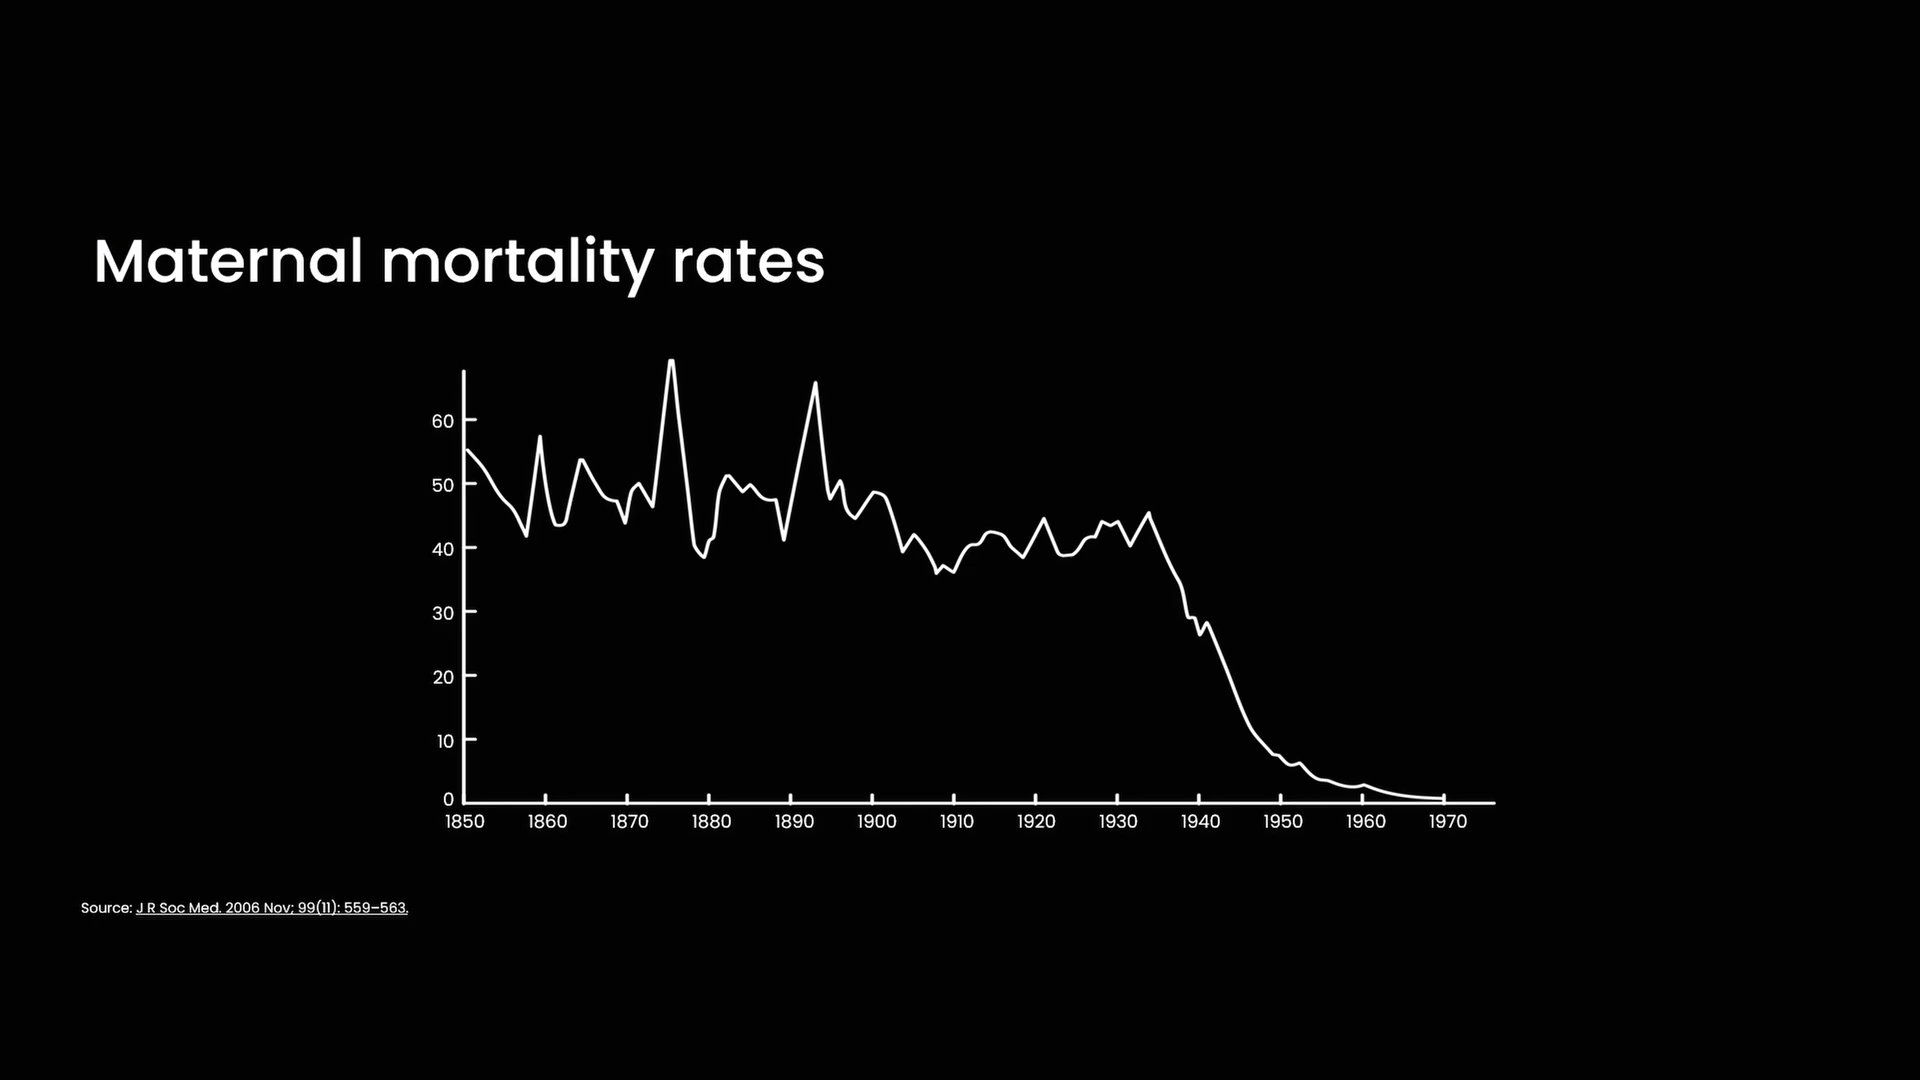 Maternal mortality rates
60
50
40
30
20
10
0
1850 1860 1870 1880 1890 1900 1910 1920 1930 1940 1950 1960 1970
Source: J R Soc Med. 2006 Nov; 99(11): 559–563.